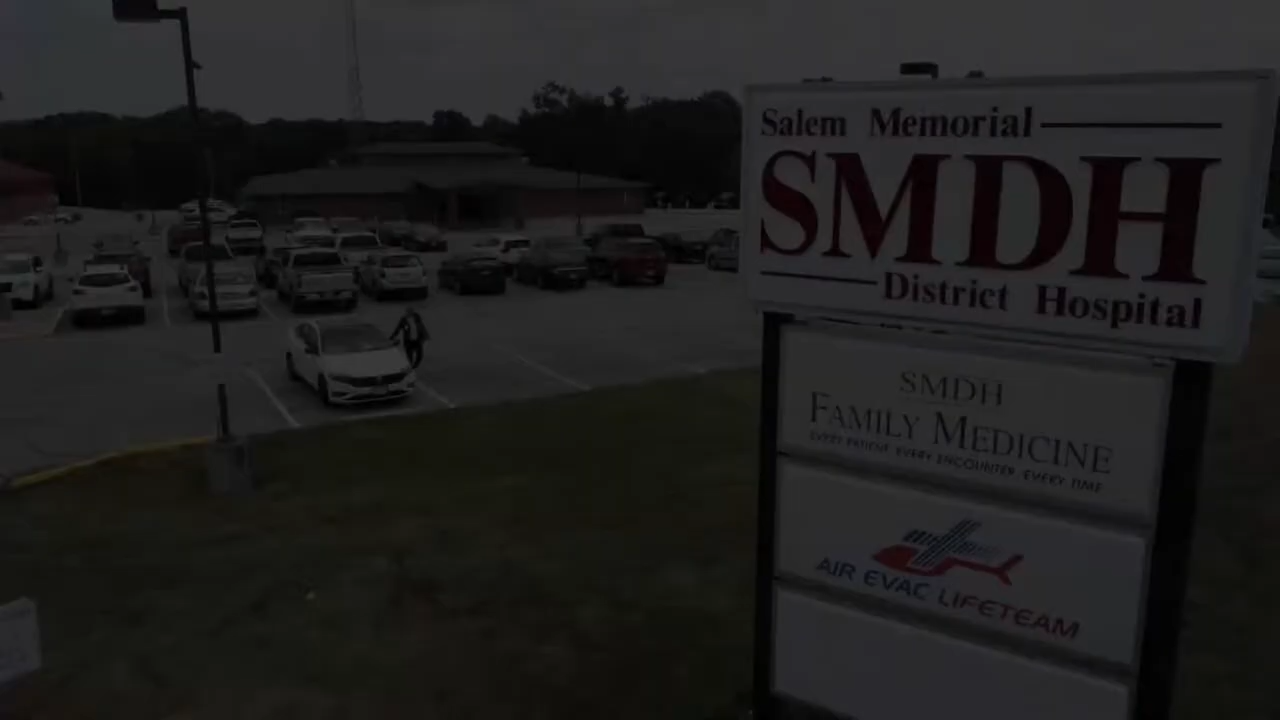 Salem Memorial
SMDH
District Hospital
SMDH
FAMILY MEDICINE
EVERY PATIENT EVERY ENCOUNTER EVERY TIME
AIR EVAC LIFETEAM